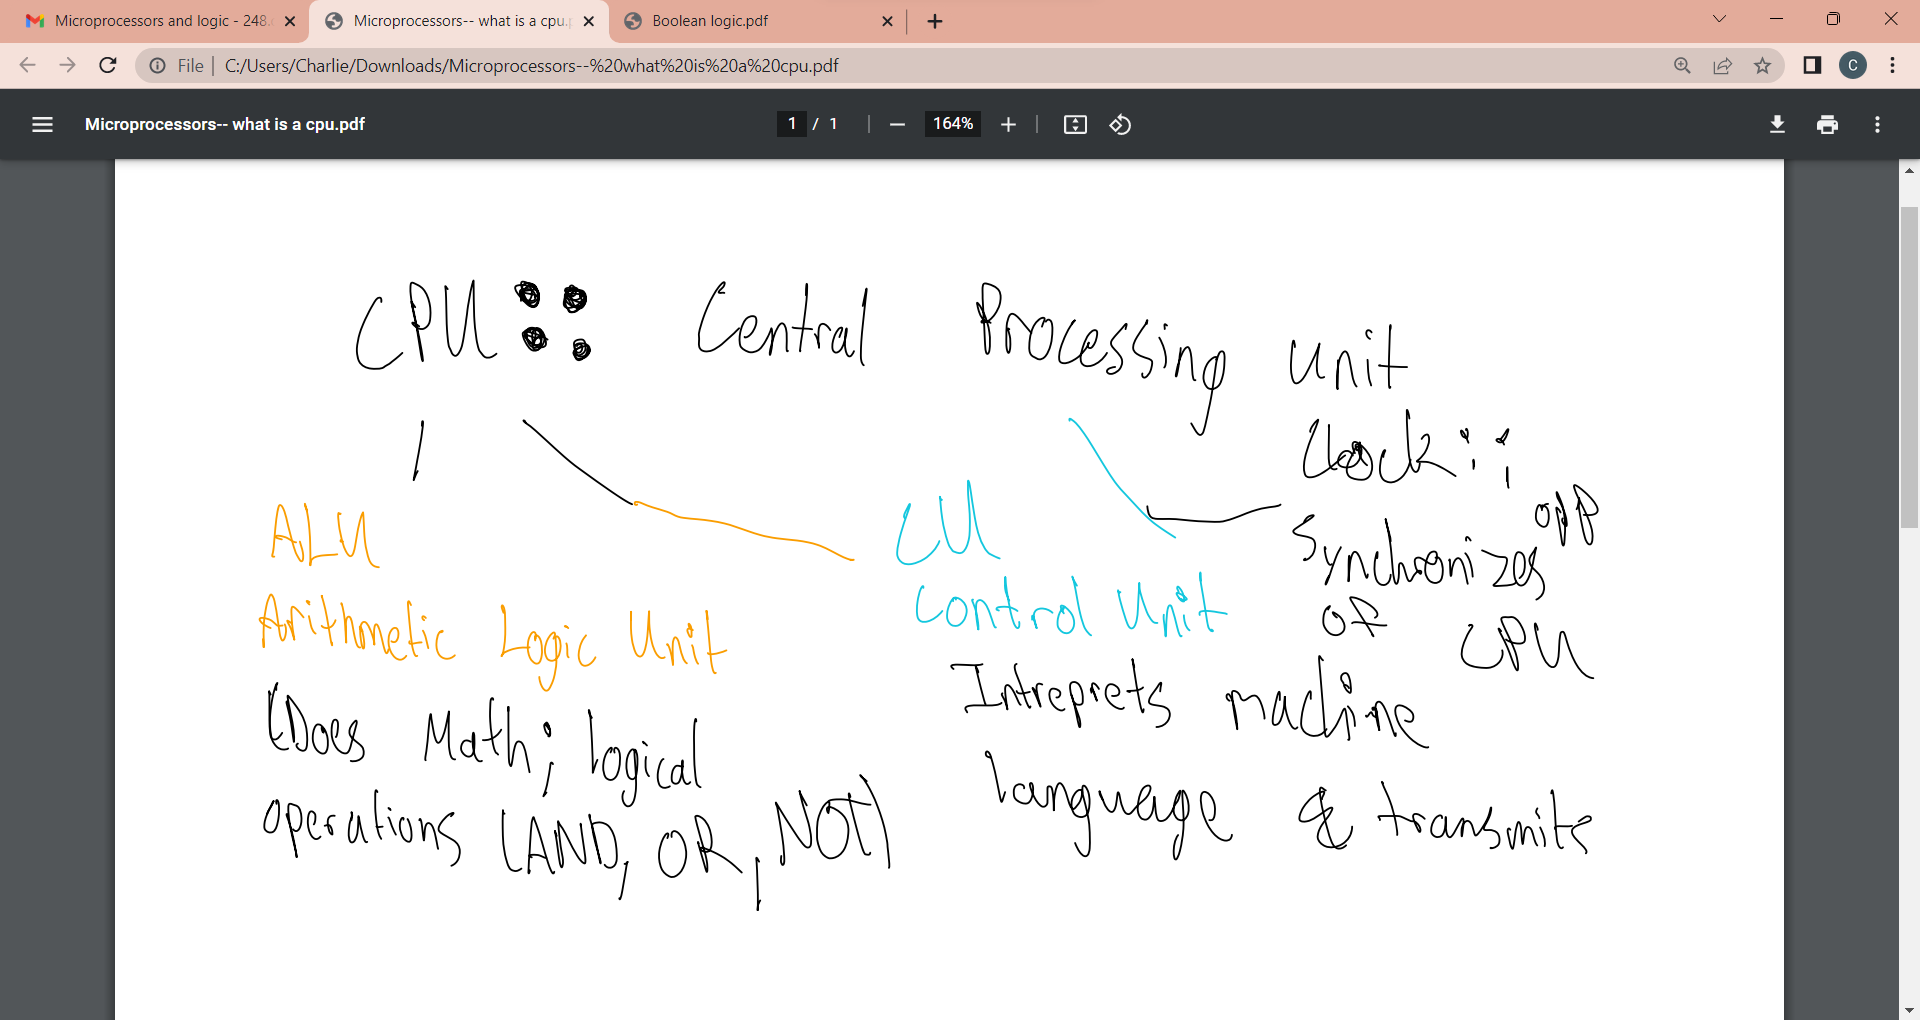 Microprocessors and logic - 248.
Microprocessors-- what is a cpu.p
Boolean logic.pdf
File
C:/Users/Charlie/Downloads/Microprocessors--%20what%20is%20a%20cpu.pdf
C
Microprocessors-- what is a cpu.pdf
1 / 1
164%
CPU :: Central Processing Unit
Clock::
ALU
CU
Synchronizes opp
Arithmetic Logic Unit
Control Unit
of CPU
(Does Math; logical
Intreprets machine
operations (AND, OR, NOT)
language & transmits